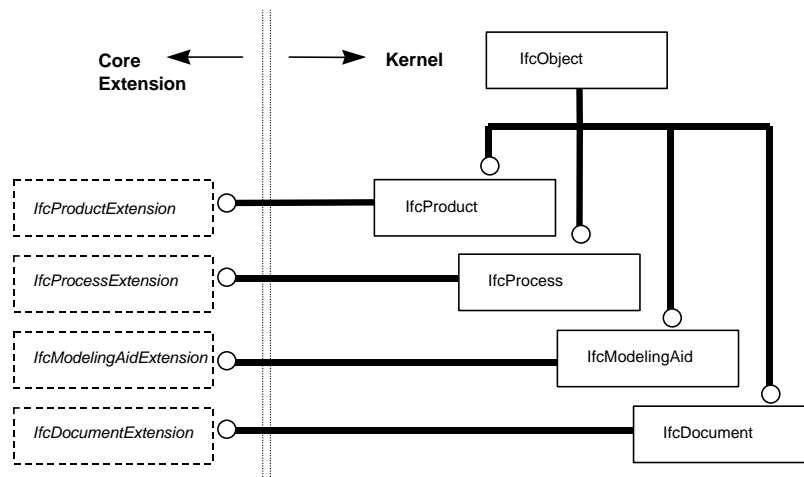 Core
Extension
Kernel
IfcObject
IfcProductExtension
IfcProduct
IfcProcessExtension
IfcProcess
IfcModelingAidExtension
IfcModelingAid
IfcDocumentExtension
IfcDocument